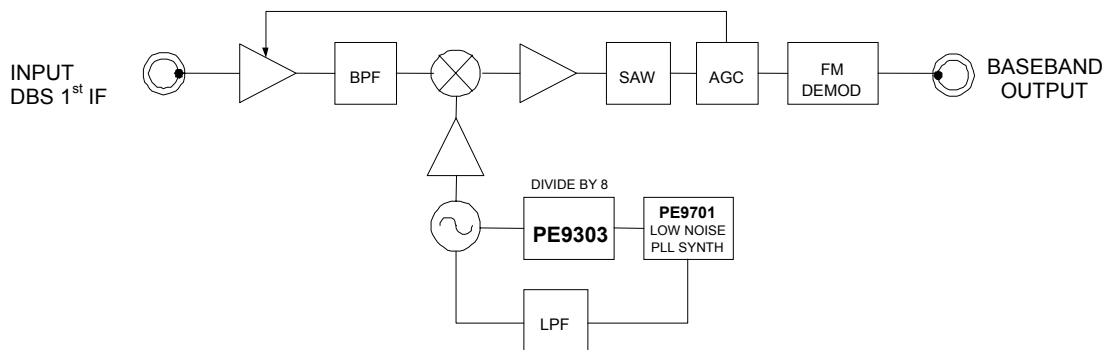 INPUT
DBS 1st IF
BPF
SAW
AGC
FM
DEMOD
BASEBAND
OUTPUT
DIVIDE BY 8
PE9303
PE9701
LOW NOISE
PLL SYNTH
LPF